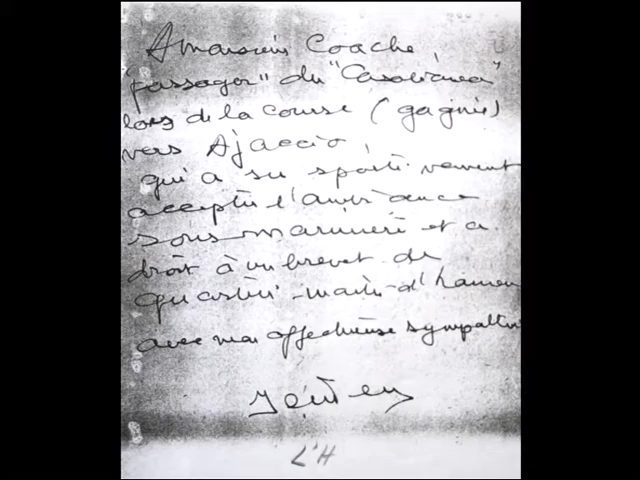 A monsieur Coache,
"passager" du "Casabianca"
lors de la course (gagnée)
vers Ajaccio,
qui a su sportivement
accepter l'ambiance
sous-marinière et a
droit à un brevet de
quartier-maître-d'honneur
avec mon affectueuse sympathie
L'H